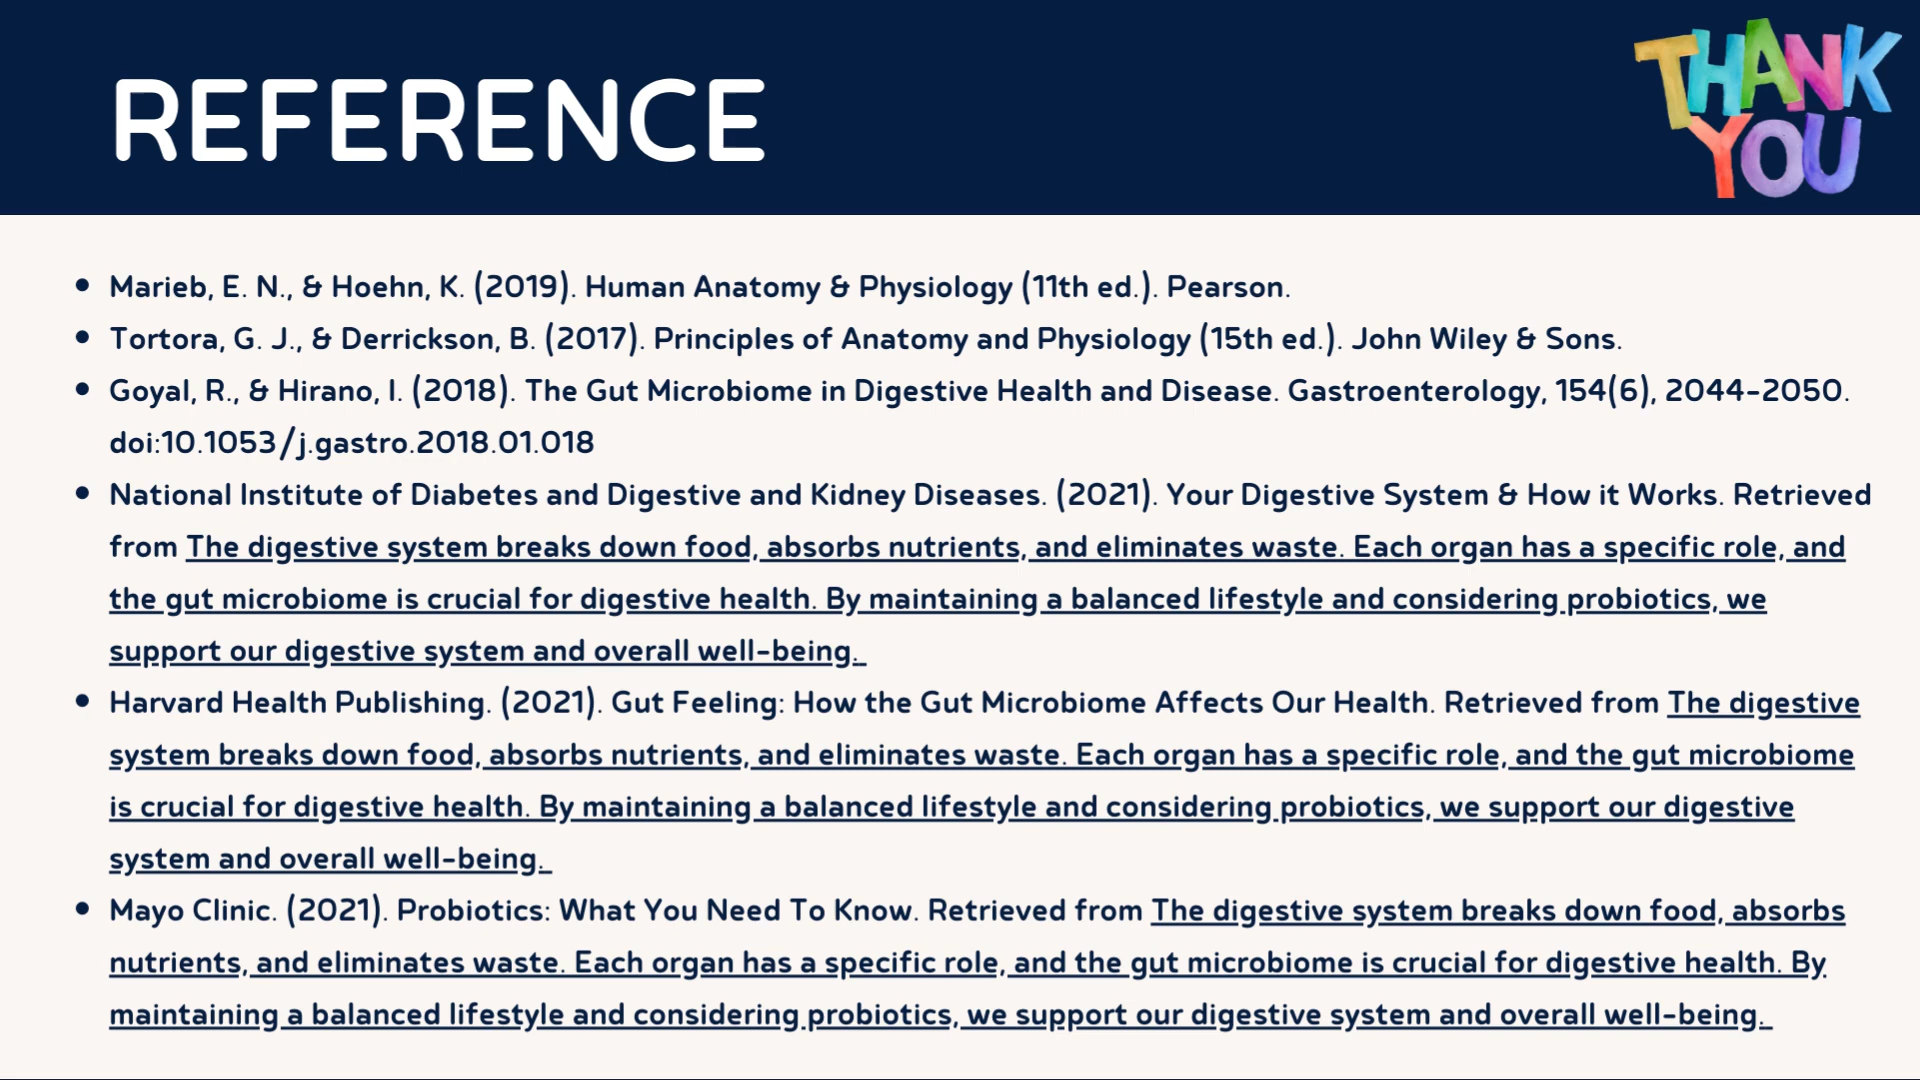 REFERENCE
THANK
YOU
• Marieb, E. N., & Hoehn, K. (2019). Human Anatomy & Physiology (11th ed.). Pearson.
• Tortora, G. J., & Derrickson, B. (2017). Principles of Anatomy and Physiology (15th ed.). John Wiley & Sons.
• Goyal, R., & Hirano, I. (2018). The Gut Microbiome in Digestive Health and Disease. Gastroenterology, 154(6), 2044-2050.
doi:10.1053/j.gastro.2018.01.018
• National Institute of Diabetes and Digestive and Kidney Diseases. (2021). Your Digestive System & How it Works. Retrieved
from The digestive system breaks down food, absorbs nutrients, and eliminates waste. Each organ has a specific role, and
the gut microbiome is crucial for digestive health. By maintaining a balanced lifestyle and considering probiotics, we
support our digestive system and overall well-being.
• Harvard Health Publishing. (2021). Gut Feeling: How the Gut Microbiome Affects Our Health. Retrieved from The digestive
system breaks down food, absorbs nutrients, and eliminates waste. Each organ has a specific role, and the gut microbiome
is crucial for digestive health. By maintaining a balanced lifestyle and considering probiotics, we support our digestive
system and overall well-being.
• Mayo Clinic. (2021). Probiotics: What You Need To Know. Retrieved from The digestive system breaks down food, absorbs
nutrients, and eliminates waste. Each organ has a specific role, and the gut microbiome is crucial for digestive health. By
maintaining a balanced lifestyle and considering probiotics, we support our digestive system and overall well-being.